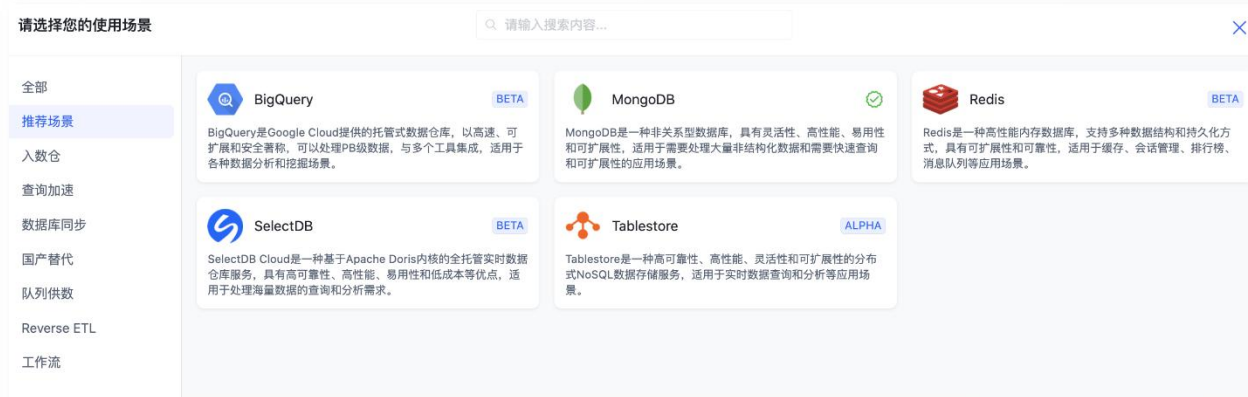 请选择您的使用场景
请输入搜索内容...
全部
推荐场景
入数仓
查询加速
数据库同步
国产替代
队列供数
Reverse ETL
工作流
BigQuery
BETA
BigQuery是Google Cloud提供的托管式数据仓库，以高速、可
扩展和安全著称，可以处理PB级数据，与多个工具集成，适用于
各种数据分析和挖掘场景。
MongoDB
MongoDB是一种非关系型数据库，具有灵活性、高性能、易用性
和可扩展性，适用于需要处理大量非结构化数据和需要快速查询
和可扩展性的应用场景。
Redis
BETA
Redis是一种高性能内存数据库，支持多种数据结构和持久化方
式，具有可扩展性和可靠性，适用于缓存、会话管理、排行榜、
消息队列等应用场景。
SelectDB
BETA
SelectDB Cloud是一种基于Apache Doris内核的全托管实时数据
仓库服务，具有高可靠性、高性能、易用性和低成本等优点，适
用于处理海量数据的查询和分析需求。
Tablestore
ALPHA
Tablestore是一种高可靠性、高性能、灵活性和可扩展性的分布
式NoSQL数据存储服务，适用于实时数据查询和分析等应用场
景。